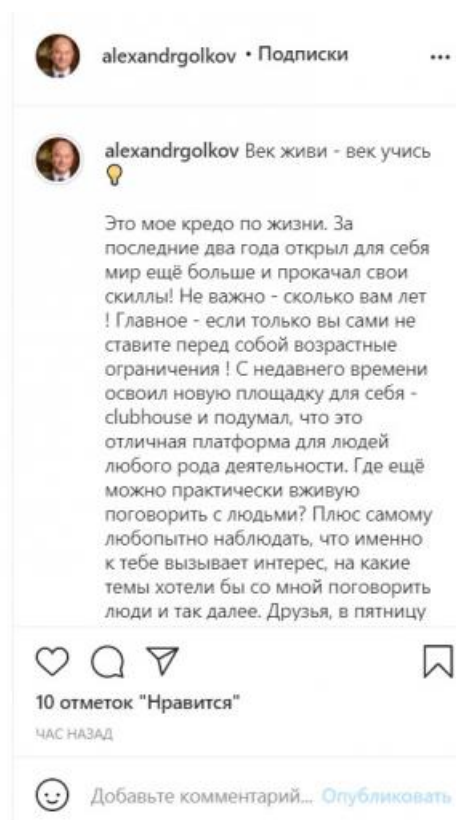 alexandrgolkov • Подписки
alexandrgolkov Век живи - век учись
Это мое кредо по жизни. За
последние два года открыл для себя
мир ещё больше и прокачал свои
скиллы! Не важно - сколько вам лет
! Главное - если только вы сами не
ставите перед собой возрастные
ограничения ! С недавнего времени
освоил новую площадку для себя -
clubhouse и подумал, что это
отличная платформа для людей
любого рода деятельности. Где ещё
можно практически вживую
поговорить с людьми? Плюс самому
любопытно наблюдать, что именно
к тебе вызывает интерес, на какие
темы хотели бы со мной поговорить
люди и так далее. Друзья, в пятницу
10 отметок "Нравится"
ЧАС НАЗАД
Добавьте комментарий... Опубликовать